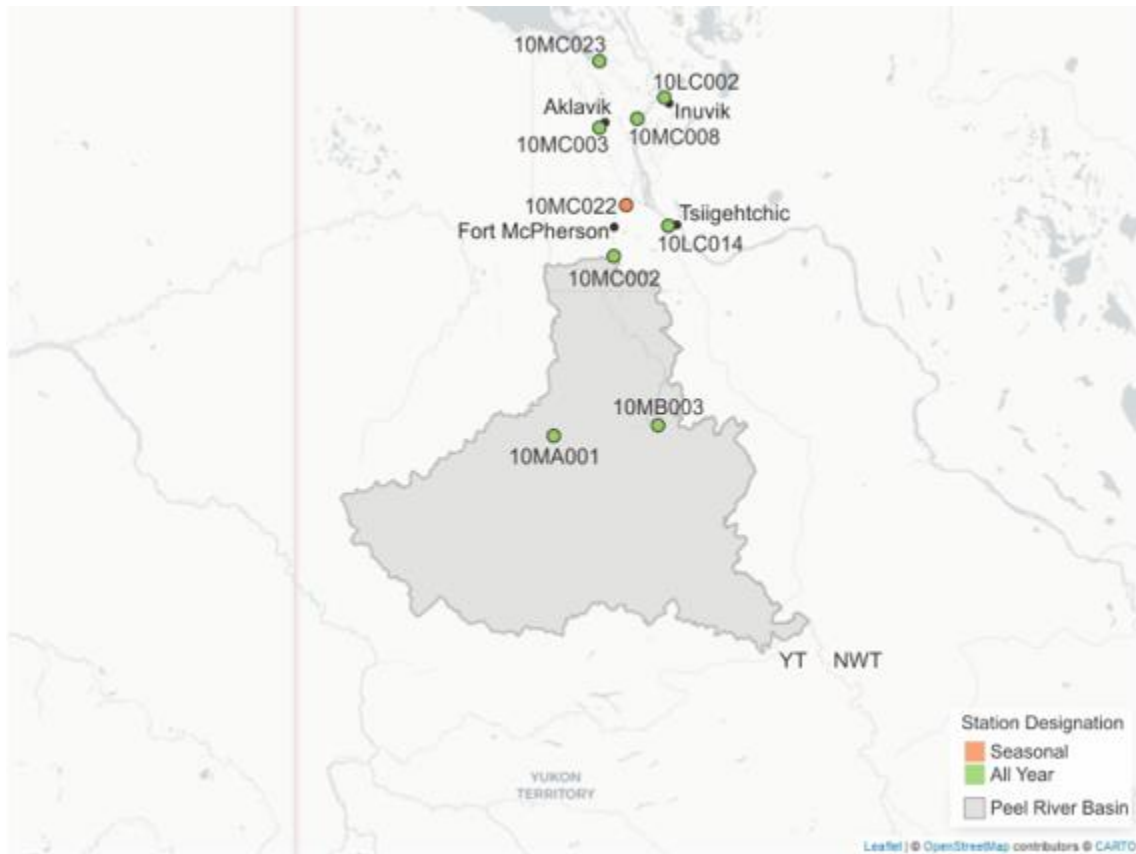 10MC023
10LC002
Aklavik
Inuvik
10MC003
10MC008
10MC022
Tsiigehtchic
Fort McPherson
10LC014
10MC002
10MB003
10MA001
YT
NWT
Station Designation
Seasonal
All Year
YUKON
TERRITORY
Peel River Basin
Leaflet | © OpenStreetMap contributors © CARTO